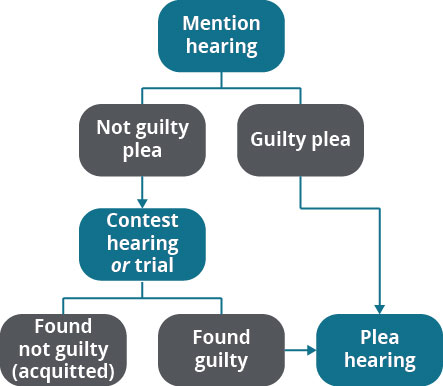 Mention
hearing
Not guilty
plea
Guilty plea
Contest
hearing
or trial
Found
not guilty
(acquitted)
Found
guilty
Plea
hearing